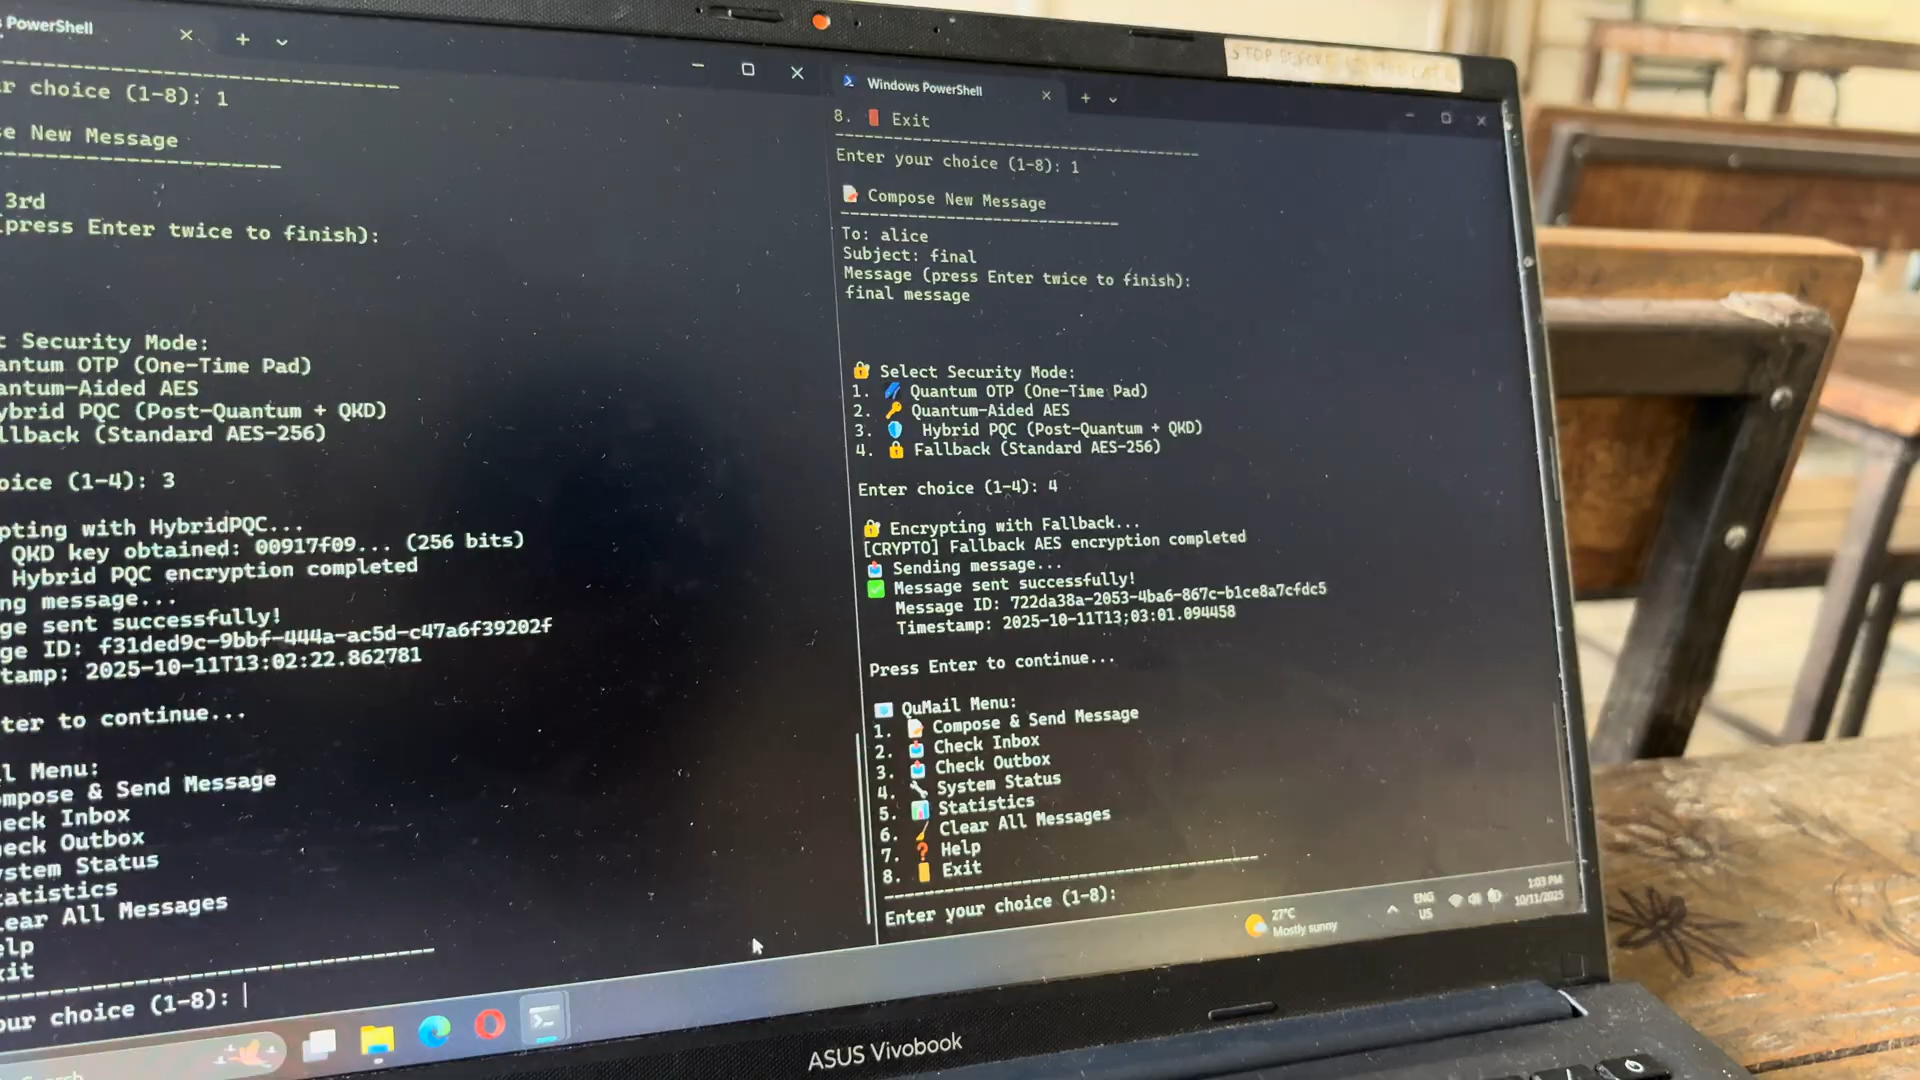 PowerShell
r choice (1-8): 1
e New Message
3rd
(press Enter twice to finish):
t Security Mode:
antum OTP (One-Time Pad)
antum-Aided AES
ybrid PQC (Post-Quantum + QKD)
llback (Standard AES-256)
oice (1-4): 3
pting with HybridPQC...
QKD key obtained: 00917f09... (256 bits)
Hybrid PQC encryption completed
ng message...
ge sent successfully!
ge ID: f31ded9c-9bbf-444a-ac5d-c47a6f39202f
tamp: 2025-10-11T13:02:22.862781
ter to continue...
l Menu:
ompose & Send Message
eck Inbox
eck Outbox
ystem Status
tatistics
lear All Messages
elp
xit
our choice (1-8):
Windows PowerShell
8. Exit
Enter your choice (1-8): 1
Compose New Message
To: alice
Subject: final
Message (press Enter twice to finish):
final message
Select Security Mode:
1. Quantum OTP (One-Time Pad)
2. Quantum-Aided AES
3. Hybrid PQC (Post-Quantum + QKD)
4. Fallback (Standard AES-256)
Enter choice (1-4): 4
Encrypting with Fallback...
[CRYPTO] Fallback AES encryption completed
Sending message...
Message sent successfully!
Message ID: 722da38a-2053-4ba6-867c-b1ce8a7cfdc5
Timestamp: 2025-10-11T13:03:01.094458
Press Enter to continue...
QuMail Menu:
1. Compose & Send Message
2. Check Inbox
3. Check Outbox
4. System Status
5. Statistics
6. Clear All Messages
7. Help
8. Exit
Enter your choice (1-8):
27°C
Mostly sunny
ENG
US
1:03 PM
10/11/2025
Search
ASUS Vivobook
STOP BEFORE